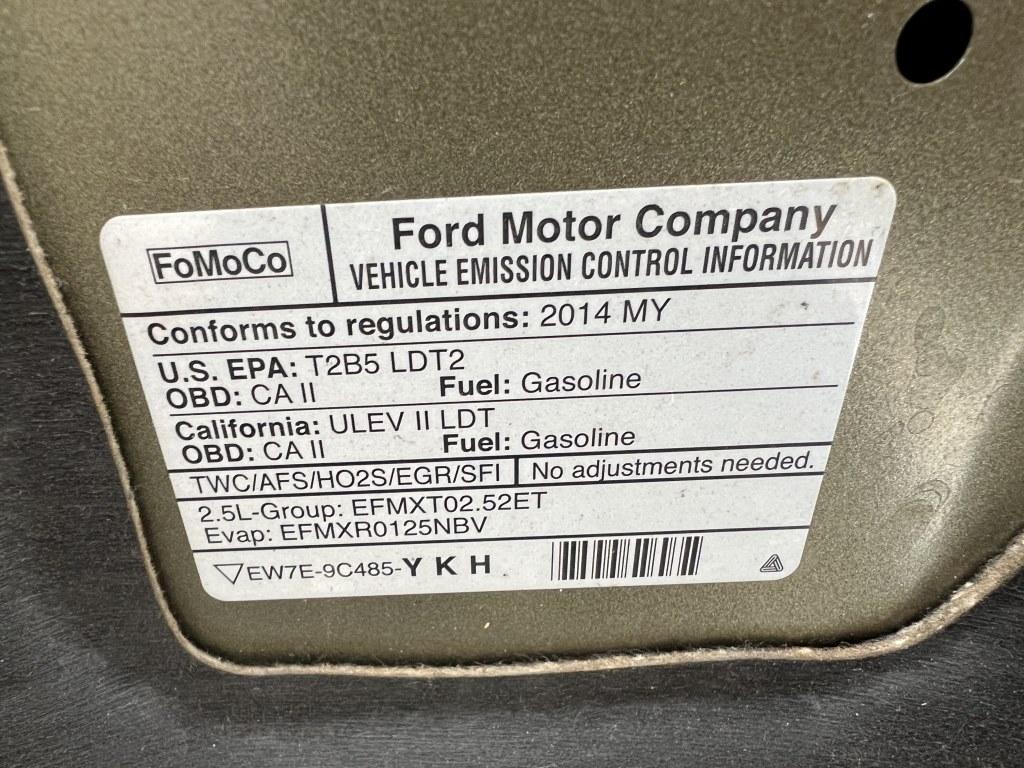 FoMoCo
Ford Motor Company
VEHICLE EMISSION CONTROL INFORMATION
Conforms to regulations: 2014 MY
U.S. EPA: T2B5 LDT2
OBD: CA II Fuel: Gasoline
California: ULEV II LDT
OBD: CA II Fuel: Gasoline
TWC/AFS/HO2S/EGR/SFI No adjustments needed.
2.5L-Group: EFMXT02.52ET
Evap: EFMXR0125NBV
EW7E-9C485-Y K H